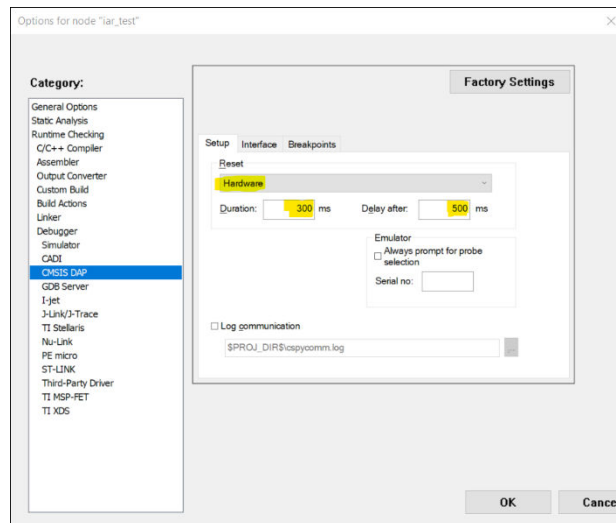 Options for node "iar_test"
Category:
Factory Settings
General Options
Static Analysis
Runtime Checking
C/C++ Compiler
Assembler
Output Converter
Custom Build
Build Actions
Linker
Debugger
Simulator
CADI
CMSIS DAP
GDB Server
I-jet
J-Link/J-Trace
TI Stellaris
Nu-Link
PE micro
ST-LINK
Third-Party Driver
TI MSP-FET
TI XDS
Setup Interface Breakpoints
Reset
Hardware
Duration: 300 ms Delay after: 500 ms
Emulator
Always prompt for probe
selection
Serial no:
Log communication
$PROJ_DIR$\cspycomm.log
...
OK Cance